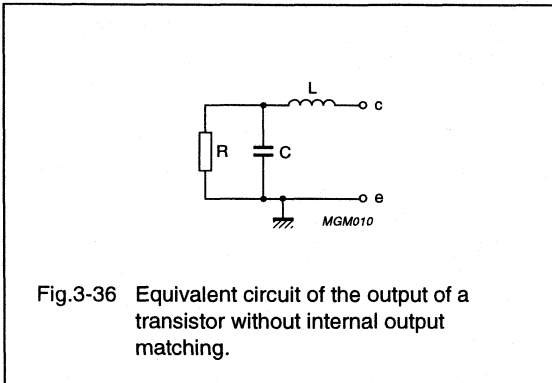 L
c
R
C
e
MGM010
Fig.3-36 Equivalent circuit of the output of a
transistor without internal output
matching.